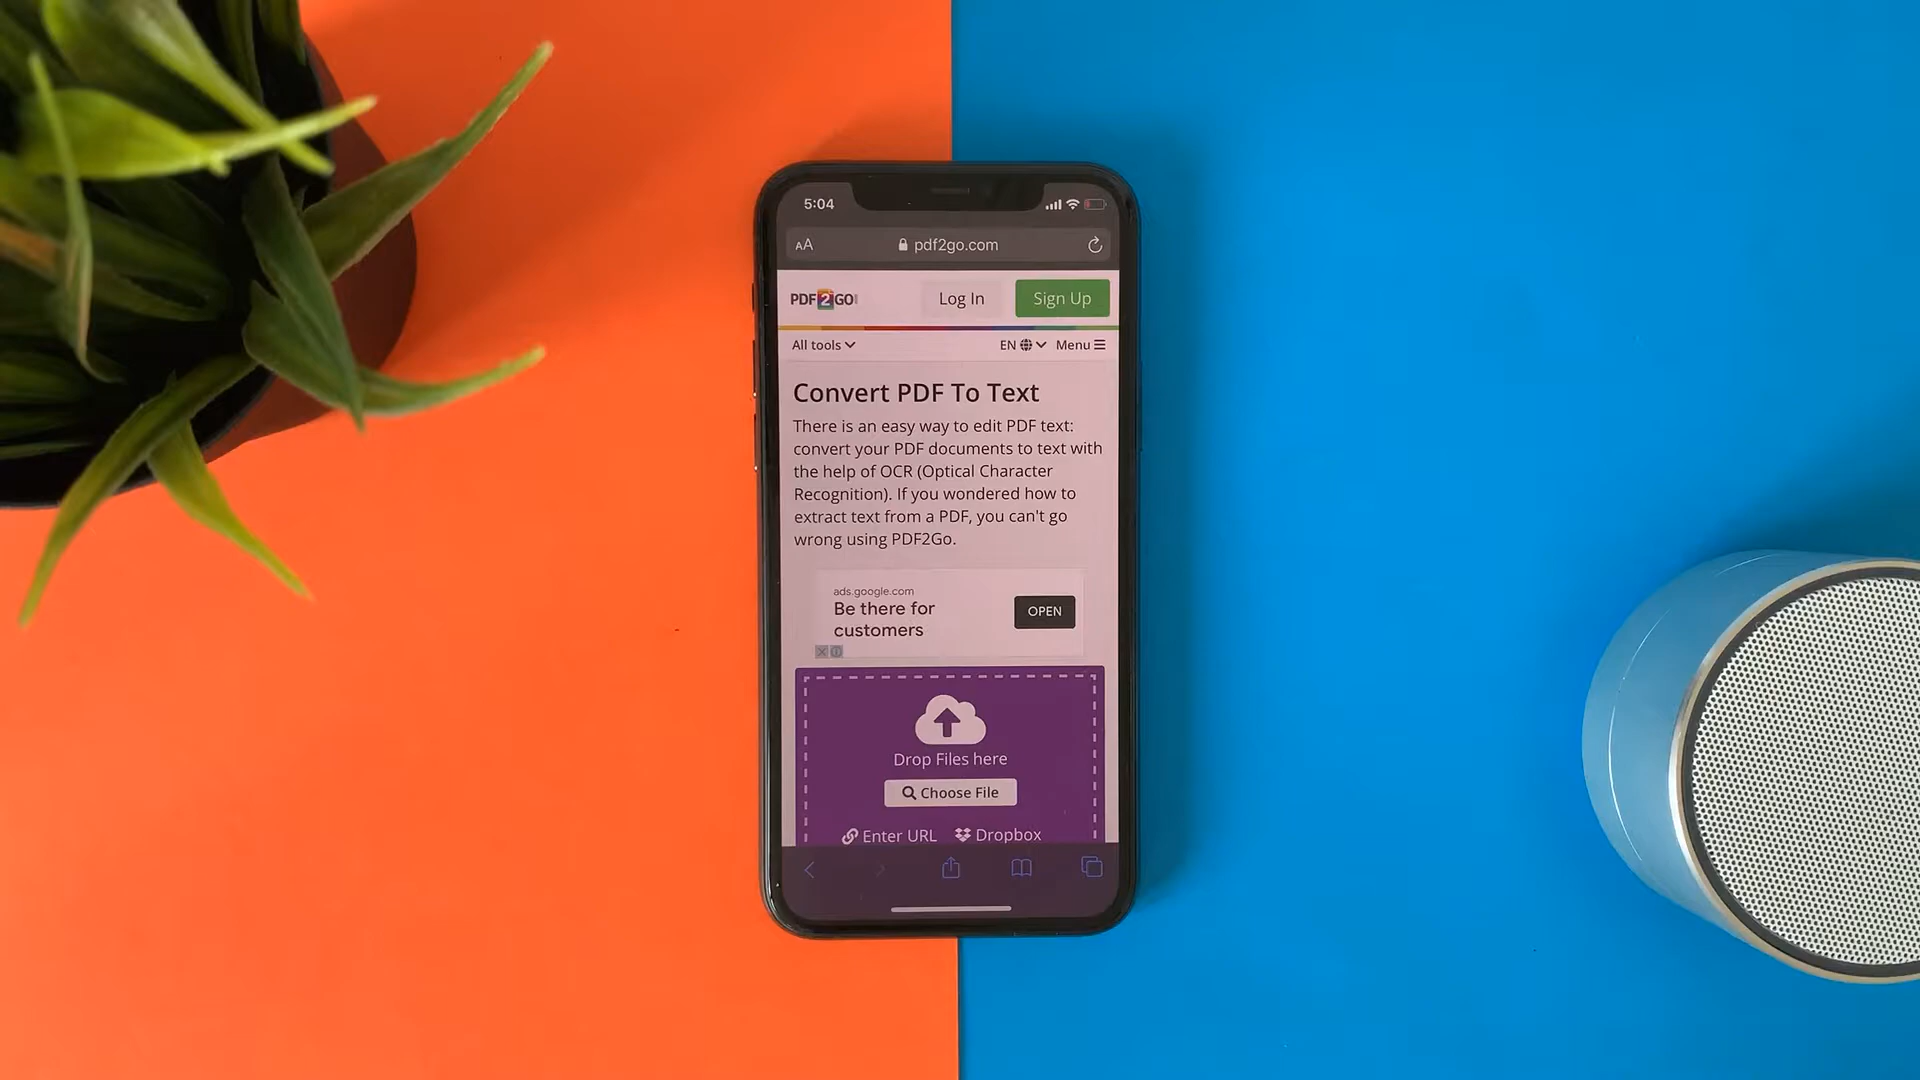 5:04
AA pdf2go.com
PDF2GO Log In Sign Up
All tools EN Menu
Convert PDF To Text
There is an easy way to edit PDF text:
convert your PDF documents to text with
the help of OCR (Optical Character
Recognition). If you wondered how to
extract text from a PDF, you can't go
wrong using PDF2Go.
ads.google.com
Be there for
customers
OPEN
Drop Files here
Choose File
Enter URL Dropbox